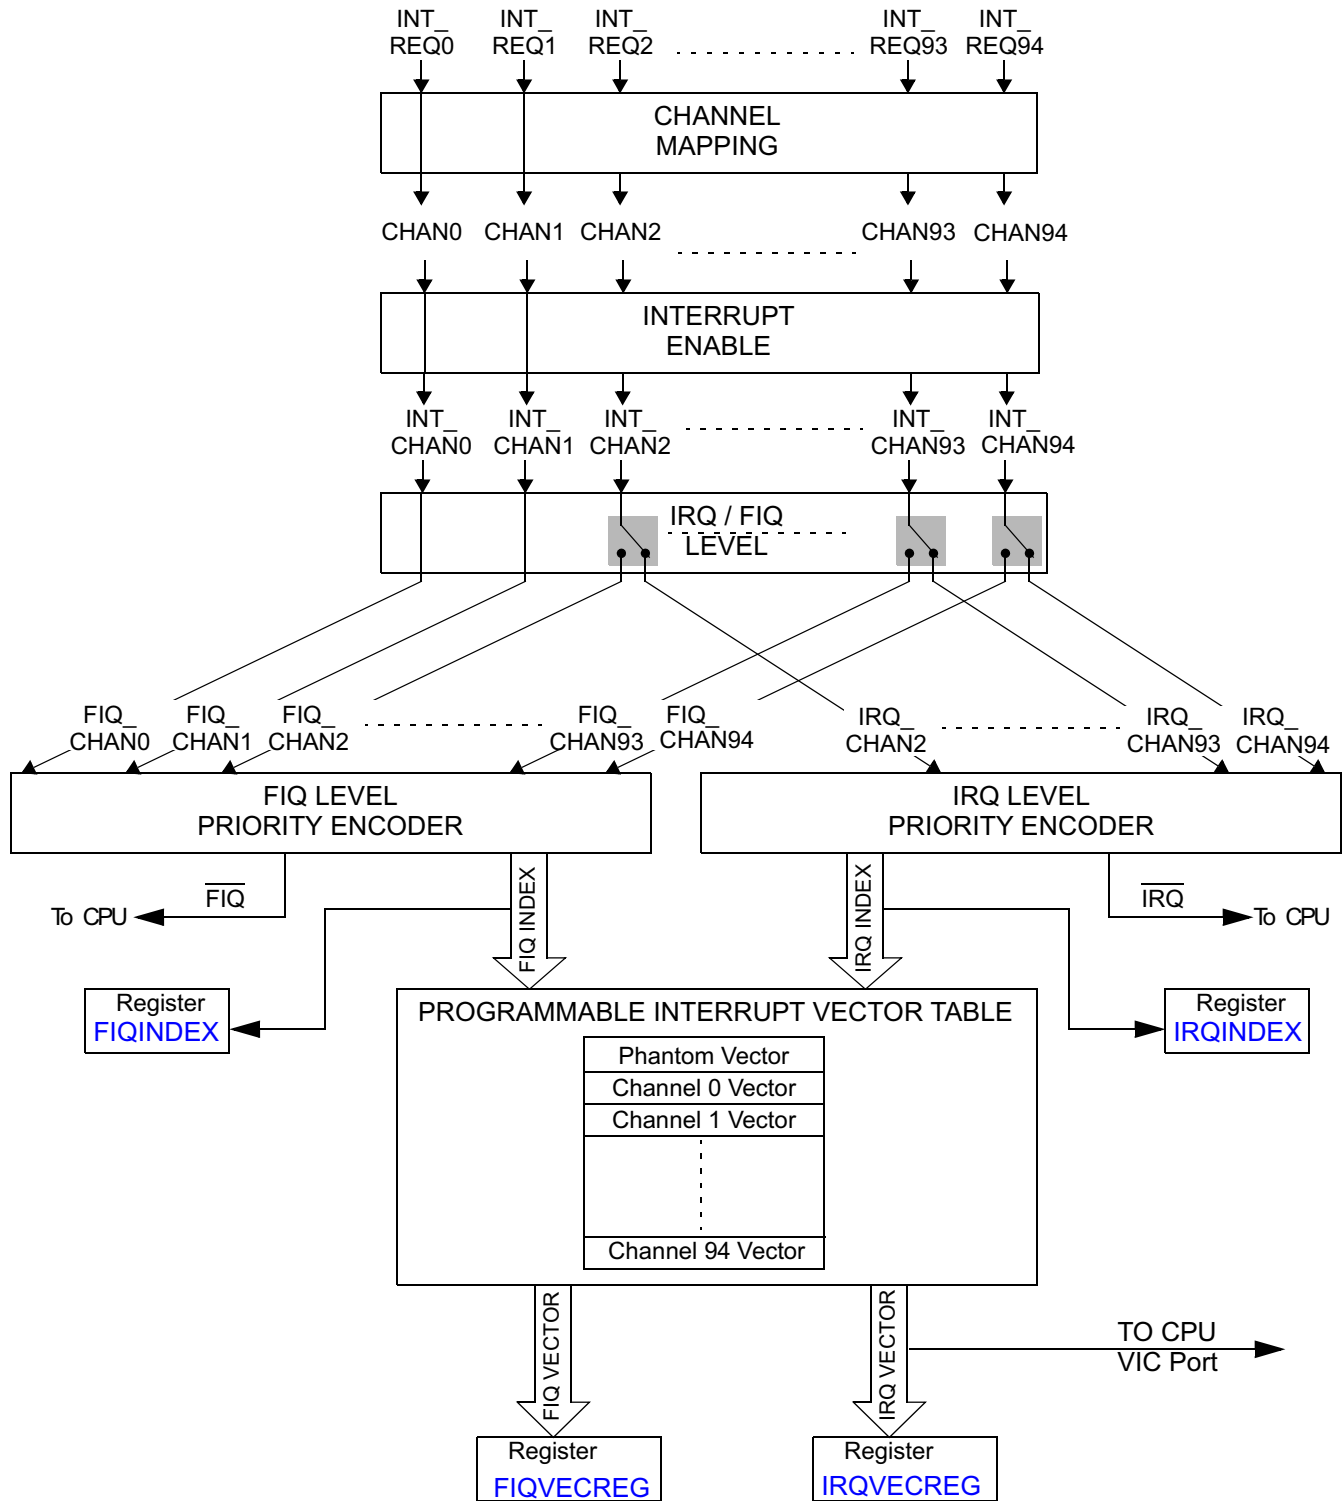 INT_ INT_ INT_ INT_ INT_
REQ0 REQ1 REQ2 REQ93 REQ94
CHANNEL
MAPPING
CHAN0 CHAN1 CHAN2 CHAN93 CHAN94
INTERRUPT
ENABLE
INT_ INT_ INT_ INT_ INT_
CHAN0 CHAN1 CHAN2 CHAN93 CHAN94
IRQ / FIQ
LEVEL
FIQ_ FIQ_ FIQ_ FIQ_ FIQ_ IRQ_ IRQ_ IRQ_
CHAN0 CHAN1 CHAN2 CHAN93 CHAN94 CHAN2 CHAN93 CHAN94
FIQ LEVEL
PRIORITY ENCODER
IRQ LEVEL
PRIORITY ENCODER
To CPU
FIQ
FIQ INDEX
IRQ INDEX
IRQ
To CPU
Register
FIQINDEX
PROGRAMMABLE INTERRUPT VECTOR TABLE
Register
IRQINDEX
Phantom Vector
Channel 0 Vector
Channel 1 Vector
Channel 94 Vector
FIQ VECTOR
IRQ VECTOR
TO CPU
VIC Port
Register
FIQVECREG
Register
IRQVECREG